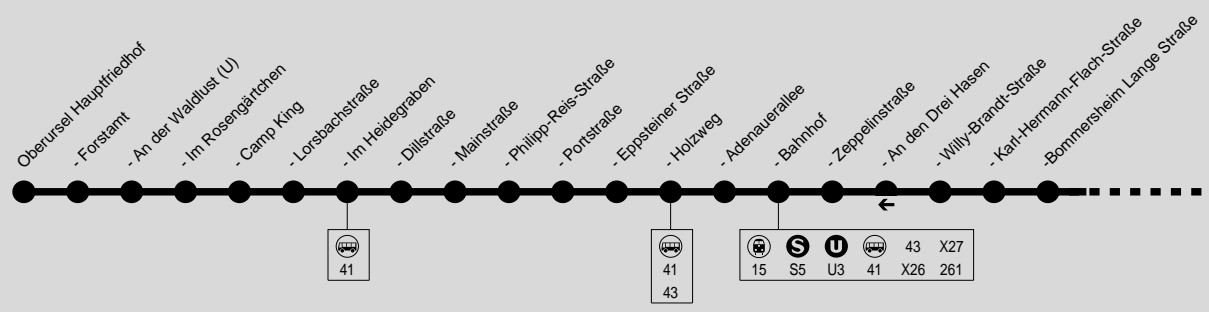 Oberursel Hauptfriedhof
- Forstamt
- An der Waldlust (U)
- Im Rosengärtchen
- Camp King
- Lorsbachstraße
- Im Heidegraben
- Dillstraße
- Mainstraße
- Philipp-Reis-Straße
- Portstraße
- Eppsteiner Straße
- Holzweg
- Adenauerallee
- Bahnhof
- Zeppelinstraße
- An den Drei Hasen
- Willy-Brandt-Straße
- Karl-Hermann-Flach-Straße
-Bommersheim Lange Straße
41
41
43
S U 43 X27
15 S5 U3 41 X26 261